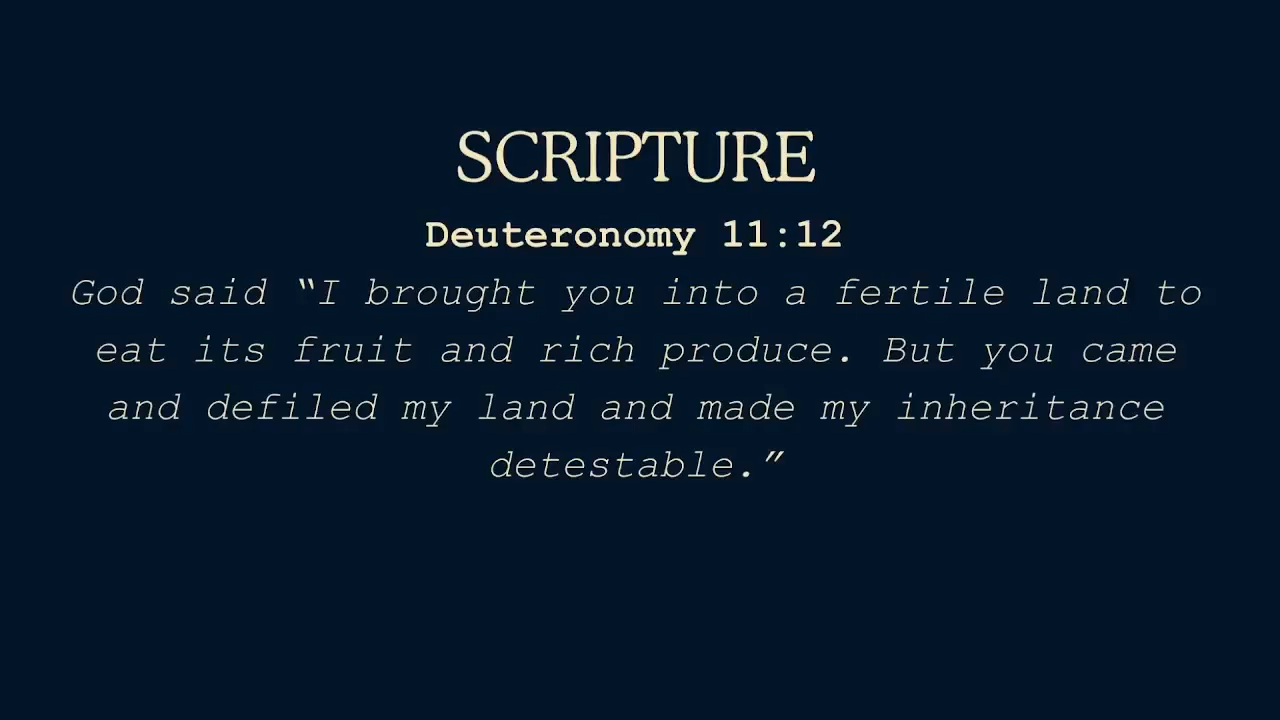 SCRIPTURE
Deuteronomy 11:12
God said “I brought you into a fertile land to
eat its fruit and rich produce. But you came
and defiled my land and made my inheritance
detestable.”